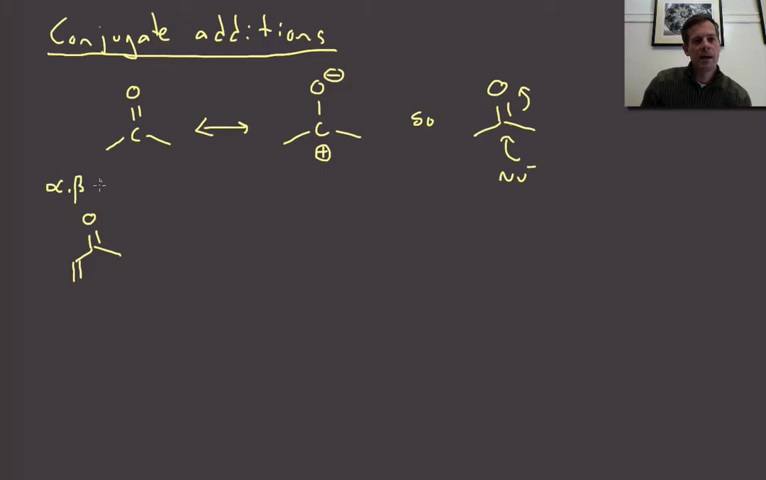 Conjugate additions
O O⊖ O
C ⟷ C so
⊕ Nu⁻
α.β
O